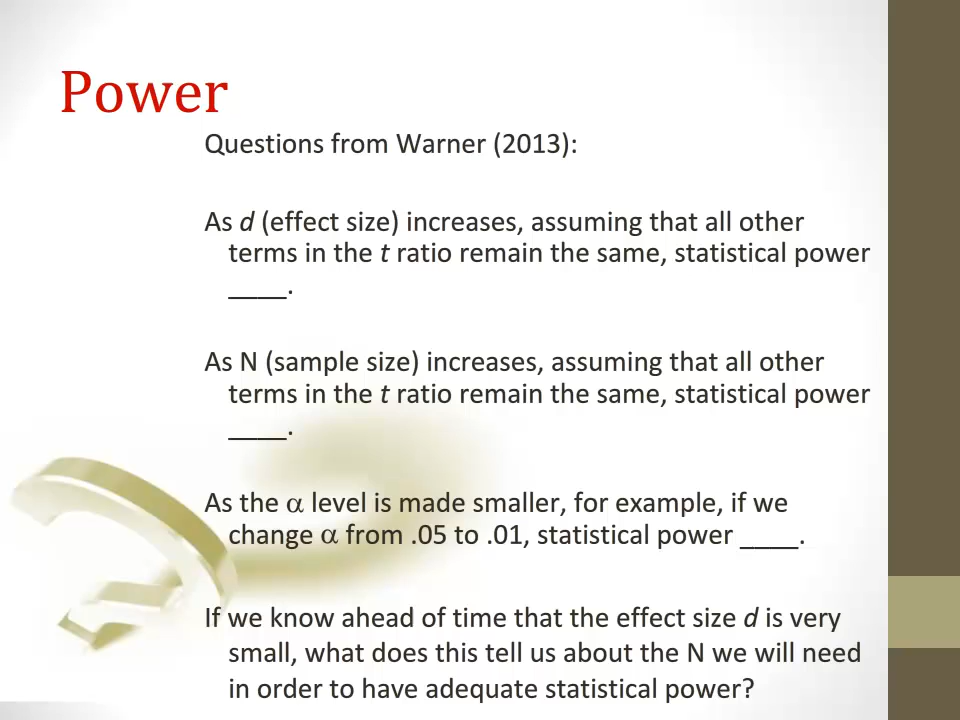 Power
Questions from Warner (2013):
As d (effect size) increases, assuming that all other
terms in the t ratio remain the same, statistical power
____.
As N (sample size) increases, assuming that all other
terms in the t ratio remain the same, statistical power
____.
As the α level is made smaller, for example, if we
change α from .05 to .01, statistical power ____.
If we know ahead of time that the effect size d is very
small, what does this tell us about the N we will need
in order to have adequate statistical power?